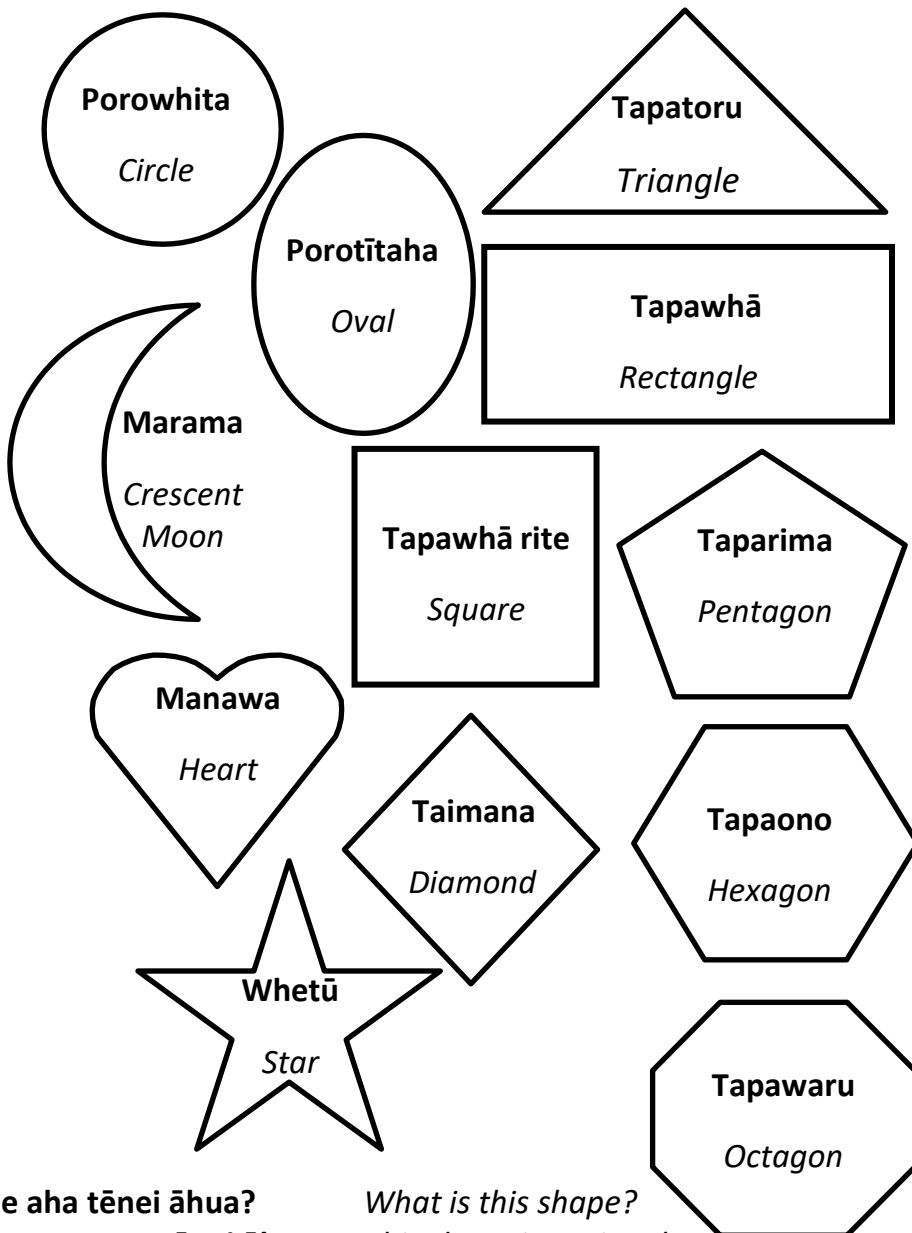 Porowhita
Circle
Tapatoru
Triangle
Porotītaha
Oval
Tapawhā
Rectangle
Marama
Crescent
Moon
Tapawhā rite
Square
Taparima
Pentagon
Manawa
Heart
Taimana
Diamond
Tapaono
Hexagon
Whetū
Star
Tapawaru
Octagon
e aha tēnei āhua? What is this shape?